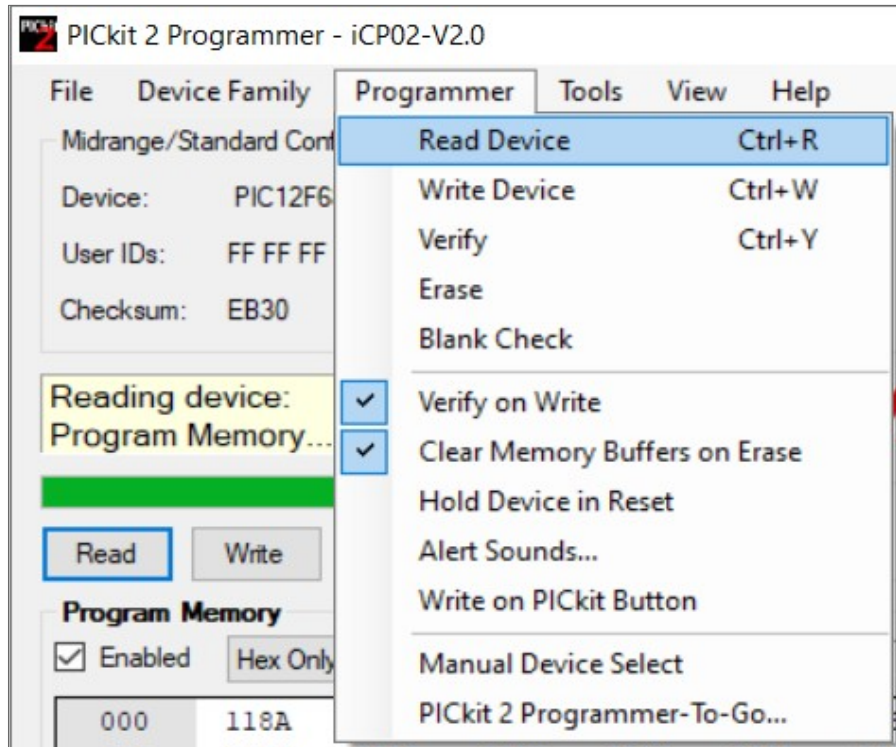 PICkit 2 Programmer - iCP02-V2.0
File Device Family Programmer Tools View Help
Midrange/Standard
Device: PIC12F6
User IDs: FF FF FF
Checksum: EB30
Reading device:
Program Memory...
Read Write
Program Memory
Enabled Hex Only
000 118A
Read Device Ctrl+R
Write Device Ctrl+W
Verify Ctrl+Y
Erase
Blank Check
Verify on Write
Clear Memory Buffers on Erase
Hold Device in Reset
Alert Sounds...
Write on PICkit Button
Manual Device Select
PICkit 2 Programmer-To-Go...